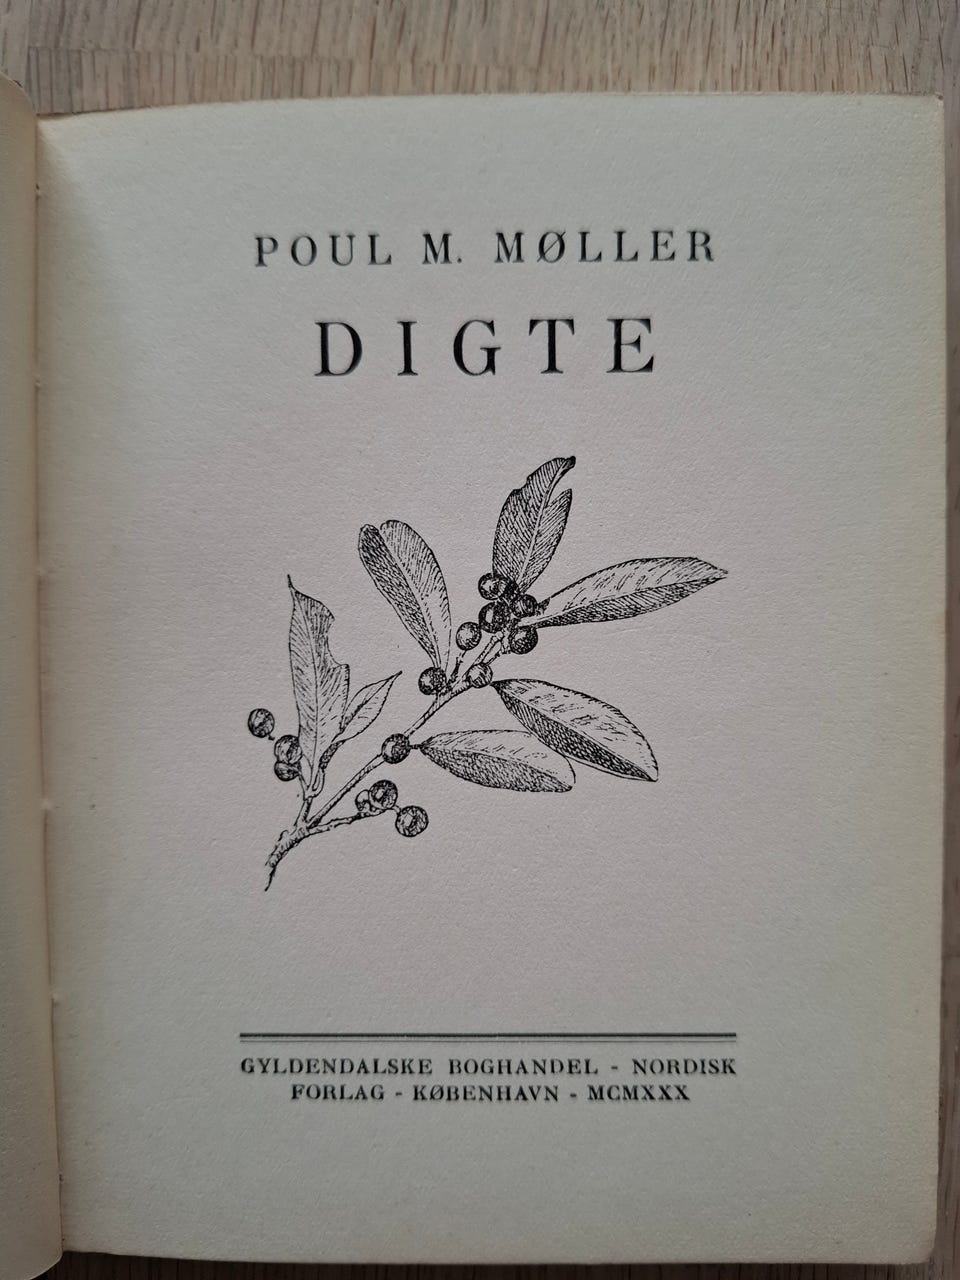 POUL M. MØLLER
DIGTE
GYLDENDALSKE BOGHANDEL - NORDISK
FORLAG - KØBENHAVN - MCMXXX